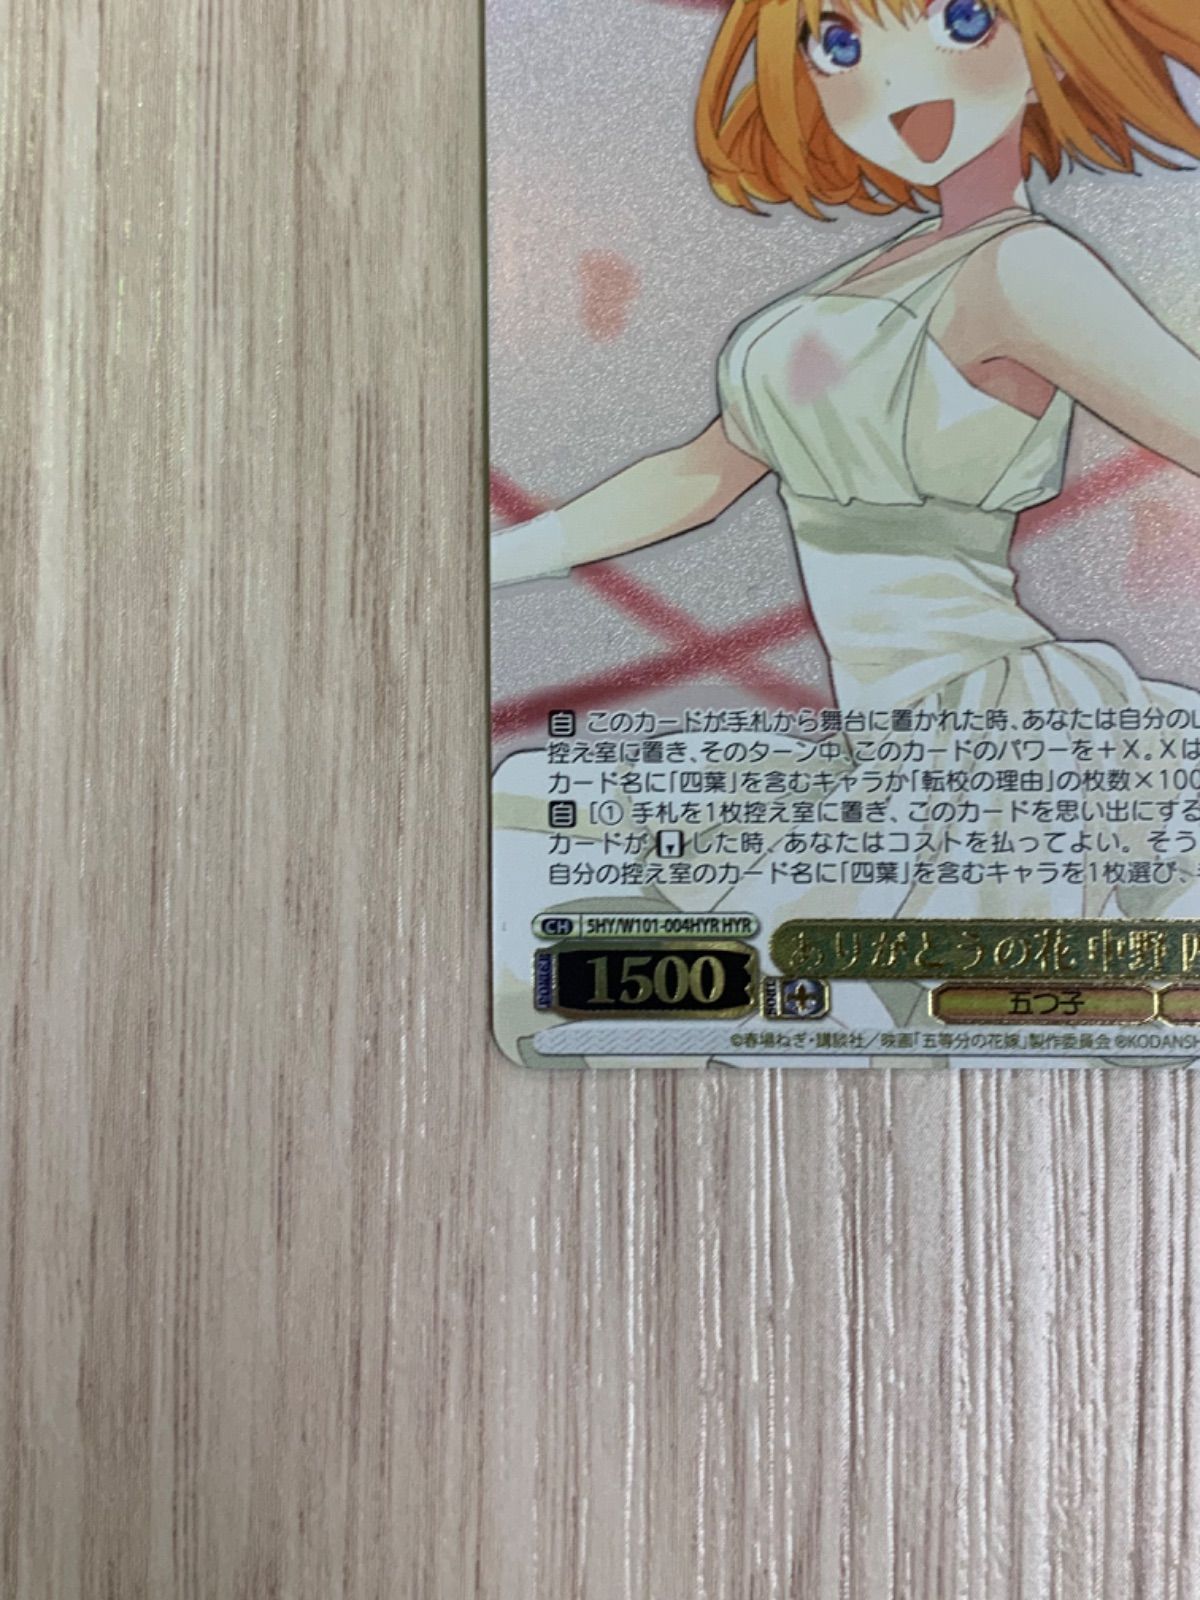 自 このカードが手札から舞台に置かれた時、あなたは自分の
控え室に置き、そのターン中、このカードのパワーを＋X。Xは
カード名に「四葉」を含むキャラか「転校の理由」の枚数×100
自 [① 手札を1枚控え室に置き、このカードを思い出にする
カードが した時、あなたはコストを払ってよい。そう
自分の控え室のカード名に「四葉」を含むキャラを1枚選び、
CH 5HY/W101-004HYR HYR
ありがとうの花 中野
POWER 1500 SOUL
五つ子
©春場ねぎ・講談社／映画「五等分の花嫁」製作委員会 ®KODANSH